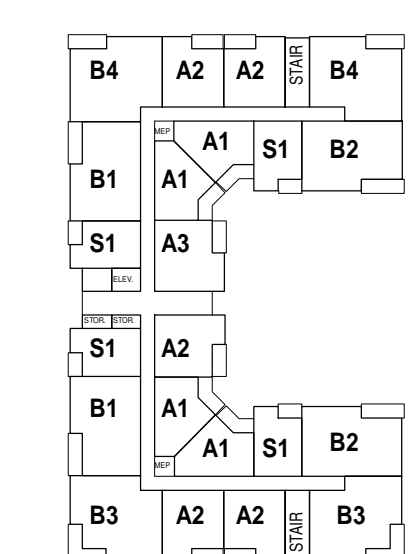 B4 A2 A2 STAIR B4
MEP A1 S1 B2
B1 A1
S1 A3
ELEV.
STOR. STOR.
S1 A2
B1 A1 B2
A1 S1
MEP
B3 A2 A2 STAIR B3